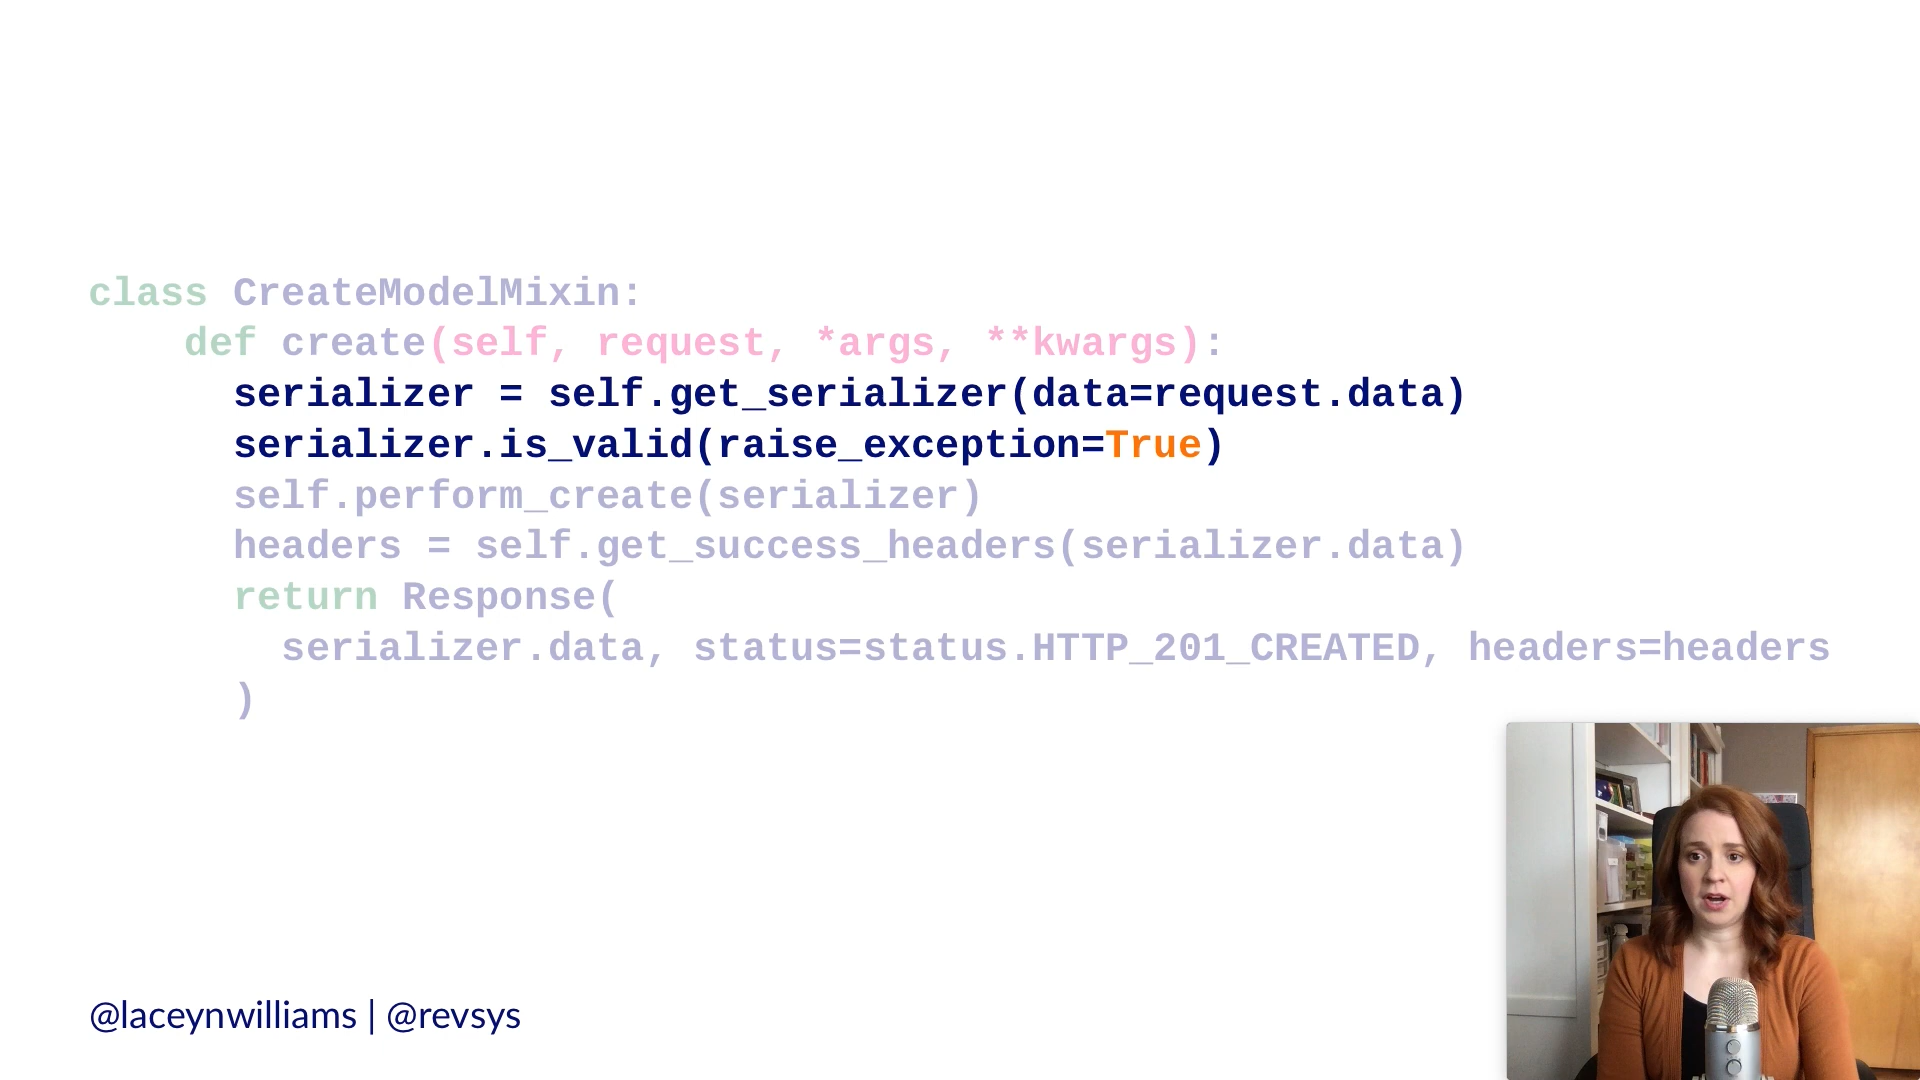 class CreateModelMixin:
    def create(self, request, *args, **kwargs):
      serializer = self.get_serializer(data=request.data)
      serializer.is_valid(raise_exception=True)
      self.perform_create(serializer)
      headers = self.get_success_headers(serializer.data)
      return Response(
        serializer.data, status=status.HTTP_201_CREATED, headers=headers
      )
@laceynwilliams | @revsys